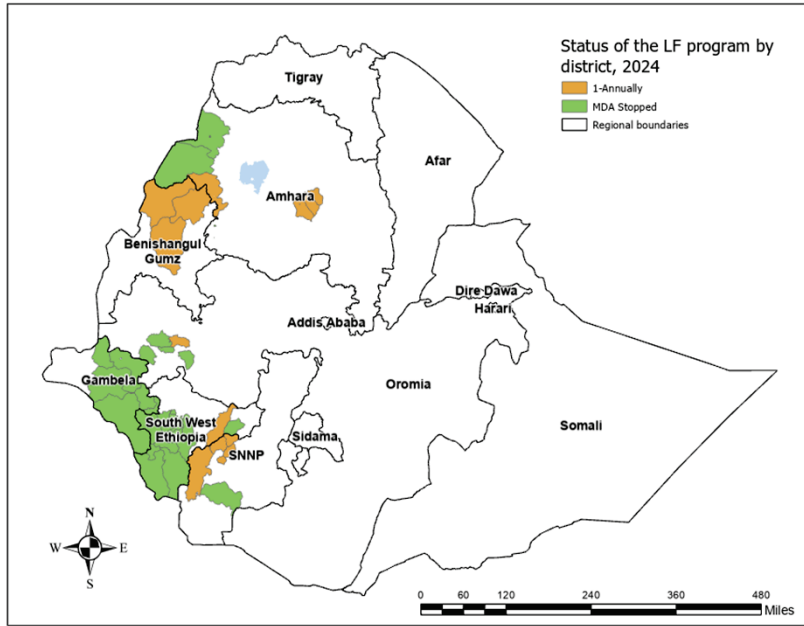 Status of the LF program by
district, 2024
1-Annually
MDA Stopped
Regional boundaries
Tigray
Afar
Amhara
Benishangul
Gumz
Dire Dawa
Harari
Addis Ababa
Gambela
Oromia
South West
Ethiopia
Sidama
Somali
SNNP
N
W E
S
0 30 60 120 240 360 480
Miles